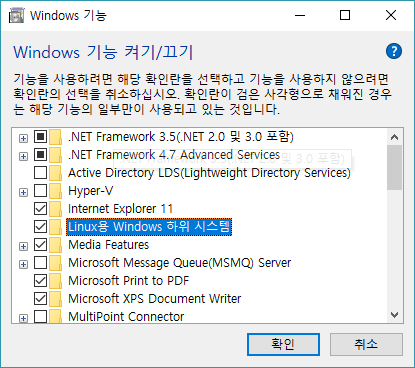 Windows 기능
Windows 기능 켜기/끄기
기능을 사용하려면 해당 확인란을 선택하고 기능을 사용하지 않으려면
확인란의 선택을 취소하십시오. 확인란이 검은 사각형으로 채워진 경우
는 해당 기능의 일부만이 사용되고 있는 것입니다.
.NET Framework 3.5(.NET 2.0 및 3.0 포함)
.NET Framework 4.7 Advanced Services
Active Directory LDS(Lightweight Directory Services)
Hyper-V
Internet Explorer 11
Linux용 Windows 하위 시스템
Media Features
Microsoft Message Queue(MSMQ) Server
Microsoft Print to PDF
Microsoft XPS Document Writer
MultiPoint Connector
확인
취소